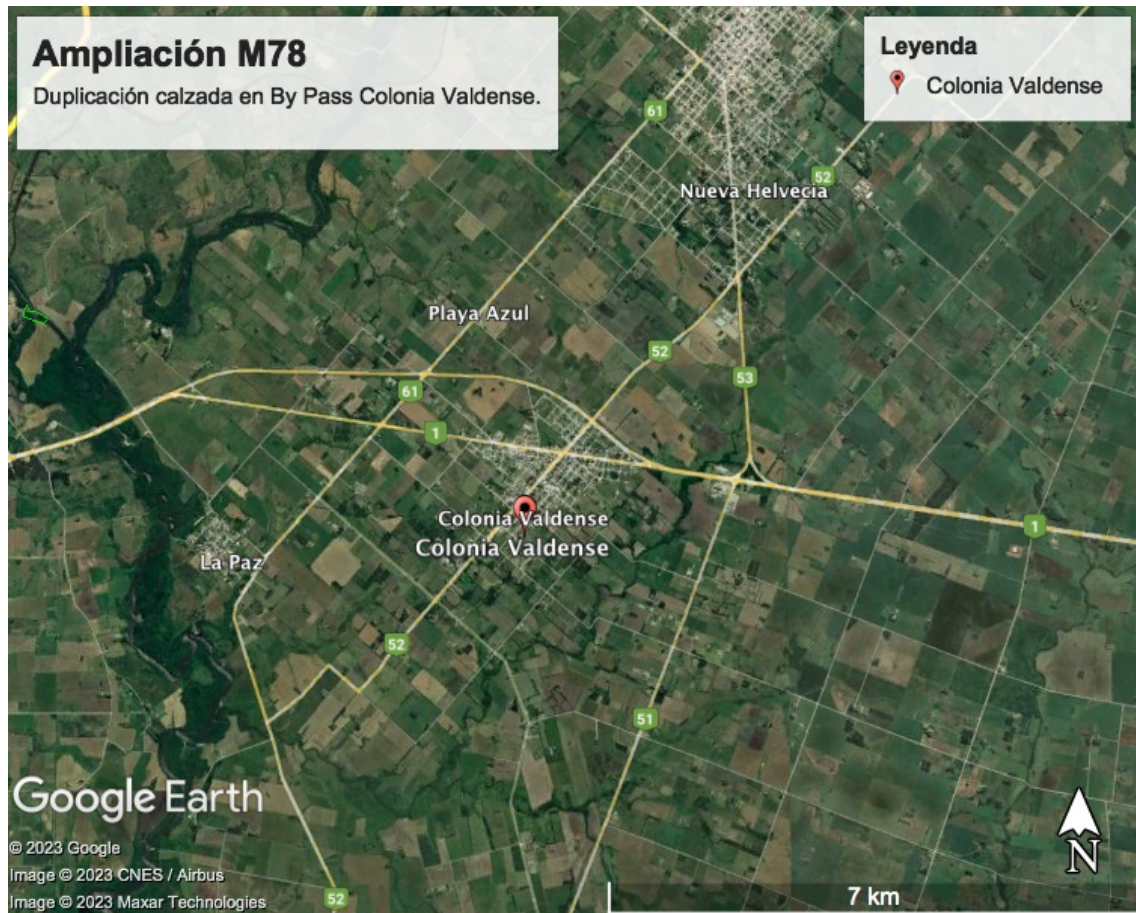 Ampliación M78
Duplicación calzada en By Pass Colonia Valdense.
Leyenda
Colonia Valdense
61
52
Nueva Helvecia
Playa Azul
52
53
61
1
Colonia Valdense
Colonia Valdense
1
La Paz
52
51
52
Google Earth
© 2023 Google
Image © 2023 CNES / Airbus
Image © 2023 Maxar Technologies
N
7 km